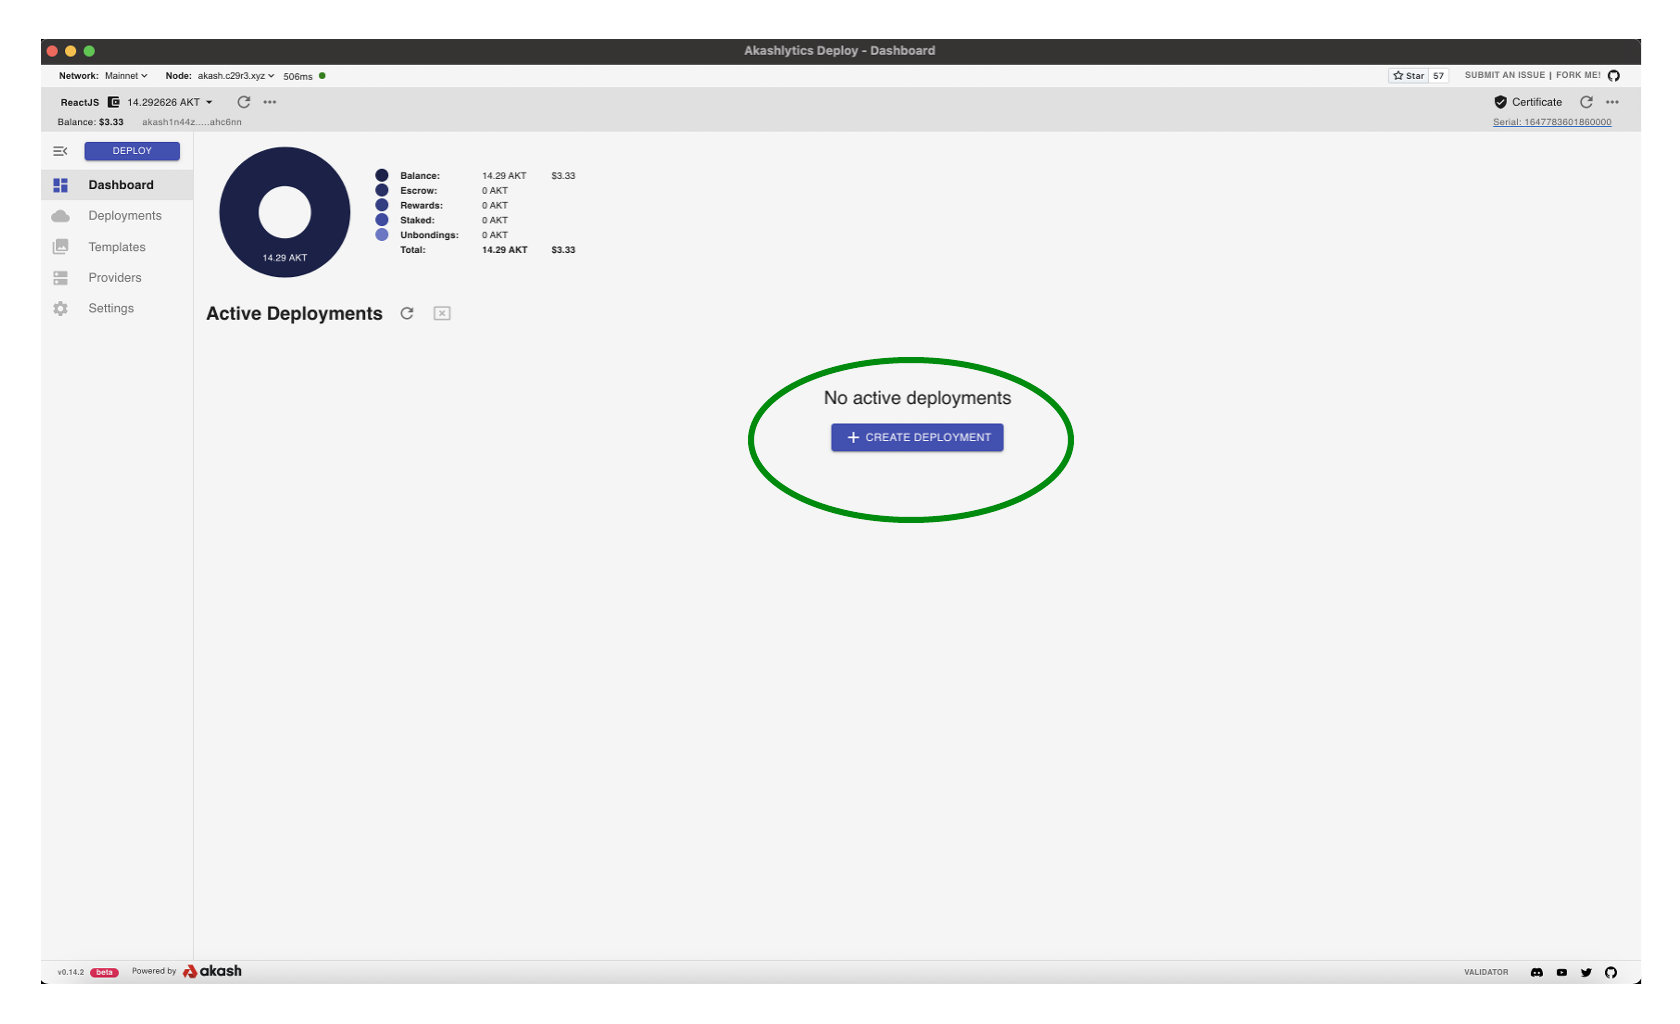 Akashlytics Deploy - Dashboard
Network: Mainnet Node: akash.c29r3.xyz 506ms
Star 57 SUBMIT AN ISSUE | FORK ME!
ReactJS 14.292626 AKT
Certificate
Balance: $3.33 akash1n44z.....ahc6nn
Serial: 1647783601860000
DEPLOY
Dashboard
Deployments
Templates
Providers
Settings
14.29 AKT
Balance: 14.29 AKT $3.33
Escrow: 0 AKT
Rewards: 0 AKT
Staked: 0 AKT
Unbondings: 0 AKT
Total: 14.29 AKT $3.33
Active Deployments
No active deployments
+ CREATE DEPLOYMENT
v0.14.2 beta Powered by akash
VALIDATOR